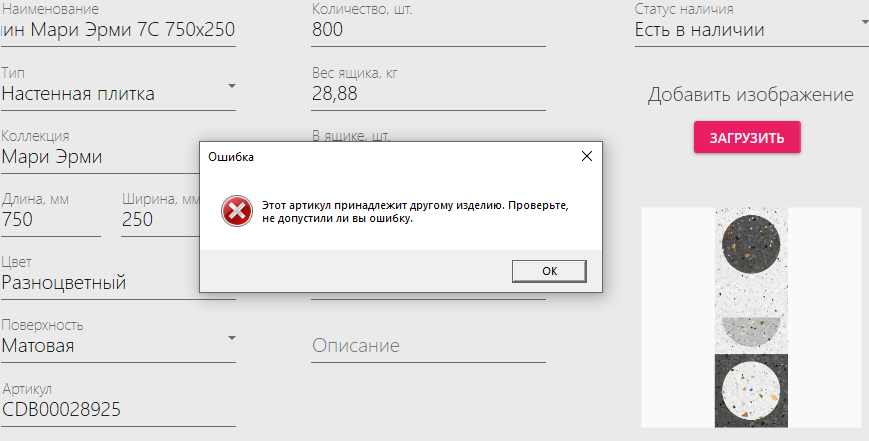 Наименование
Количество, шт.
Статус наличия
ин Мари Эрми 7С 750х250
800
Есть в наличии
Тип
Вес ящика, кг
Настенная плитка
28,88
Добавить изображение
Коллекция
В ящике, шт.
ЗАГРУЗИТЬ
Мари Эрми
Ошибка
Этот артикул принадлежит другому изделию. Проверьте,
не допустили ли вы ошибку.
ОК
Длина, мм
Ширина, мм
750
250
Цвет
Разноцветный
Поверхность
Матовая
Описание
Артикул
CDB00028925